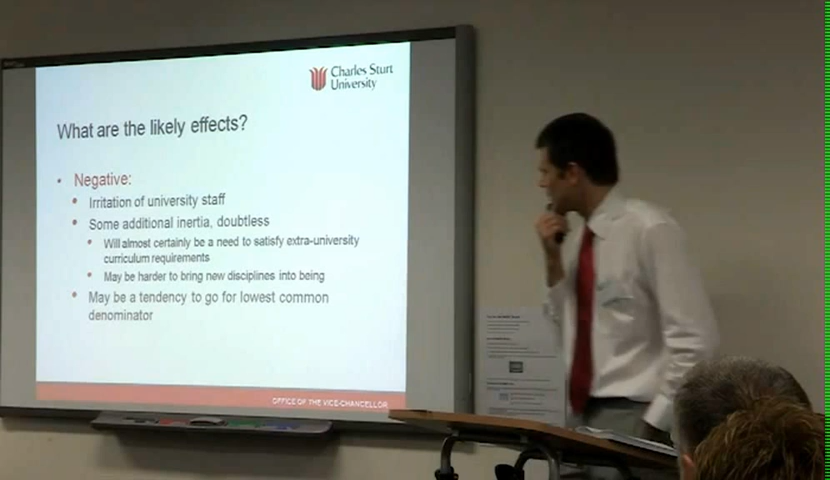 Charles Sturt
University
What are the likely effects?
• Negative:
• Irritation of university staff
• Some additional inertia, doubtless
• Will almost certainly be a need to satisfy extra-university
curriculum requirements
• May be harder to bring new disciplines into being
• May be a tendency to go for lowest common
denominator
OFFICE OF THE VICE-CHANCELLOR